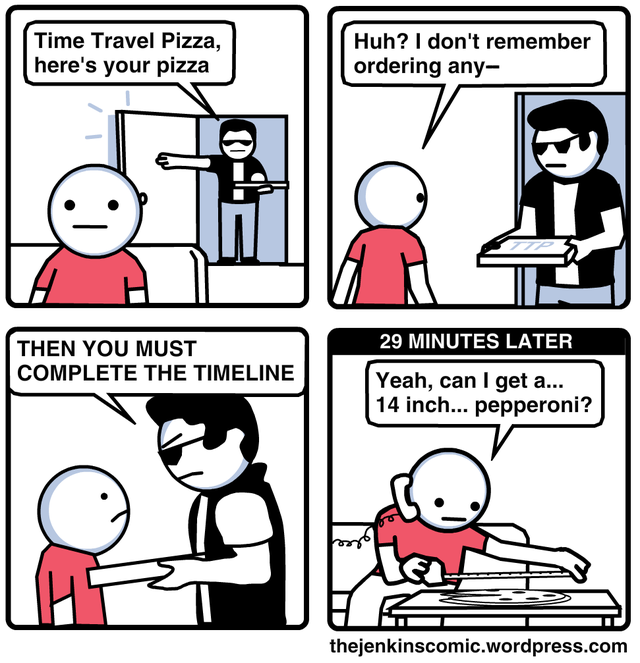 Time Travel Pizza,
here's your pizza
Huh? I don't remember
ordering any–
TTP
THEN YOU MUST
COMPLETE THE TIMELINE
29 MINUTES LATER
Yeah, can I get a...
14 inch... pepperoni?
thejenkinscomic.wordpress.com